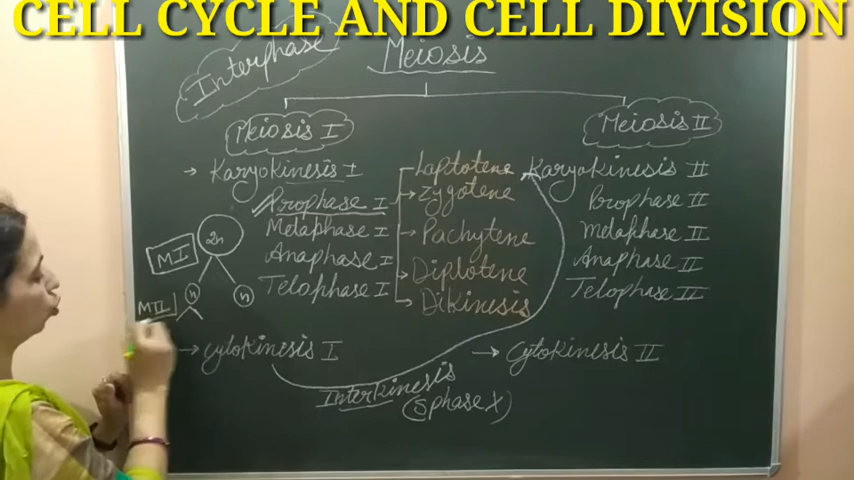 CELL CYCLE AND CELL DIVISION
Interphase
Meiosis
Meiosis I
Meiosis II
→ Karyokinesis I
Prophase I
Metaphase I
Anaphase I
Telophase I
→ Cytokinesis I
Laptotene
Zygotene
Pachytene
Diplotene
Dikinesis
Karyokinesis II
Prophase II
Metaphase II
Anaphase II
Telophase II
→ Cytokinesis II
Interkinesis
(S phase X)
MI
2n
MII
n
n